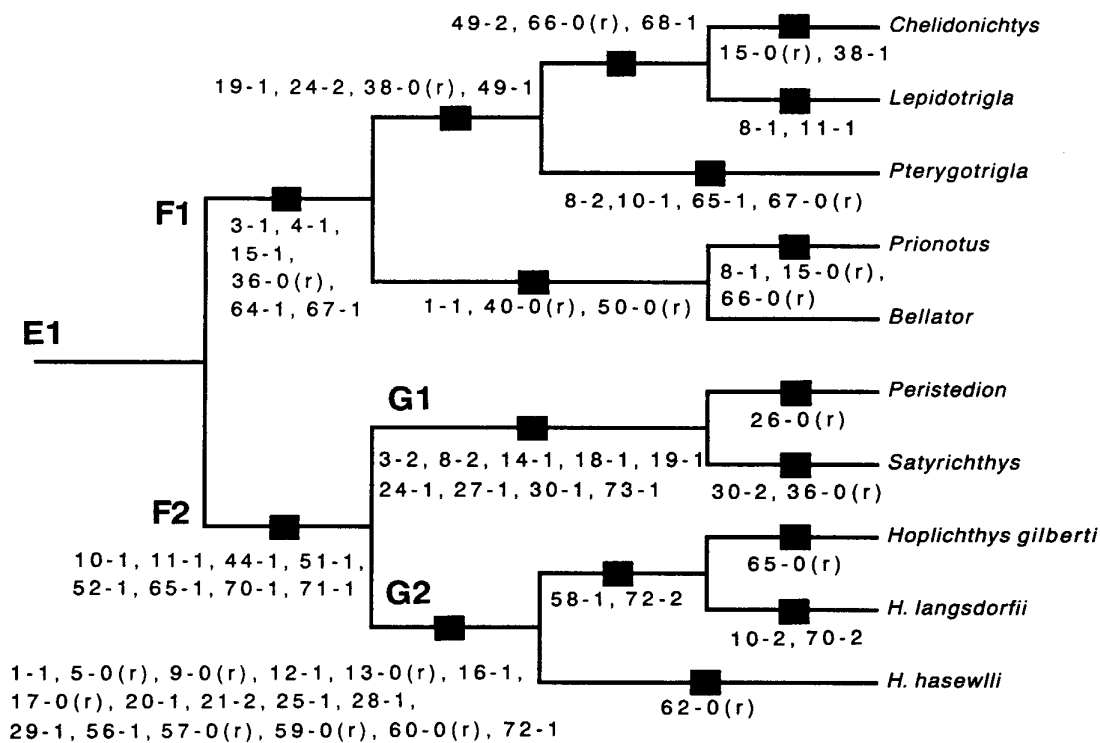 49-2, 66-0(r), 68-1
Chelidonichtys
15-0(r), 38-1
19-1, 24-2, 38-0(r), 49-1
Lepidotrigla
8-1, 11-1
Pterygotrigla
8-2,10-1, 65-1, 67-0(r)
F1
3-1, 4-1,
15-1,
36-0(r),
64-1, 67-1
Prionotus
8-1, 15-0(r),
66-0(r)
1-1, 40-0(r), 50-0(r)
Bellator
E1
G1
Peristedion
26-0(r)
3-2, 8-2, 14-1, 18-1, 19-1
24-1, 27-1, 30-1, 73-1
Satyrichthys
30-2, 36-0(r)
F2
10-1, 11-1, 44-1, 51-1,
52-1, 65-1, 70-1, 71-1
Hoplichthys gilberti
65-0(r)
G2
58-1, 72-2
H. langsdorfii
10-2, 70-2
1-1, 5-0(r), 9-0(r), 12-1, 13-0(r), 16-1,
17-0(r), 20-1, 21-2, 25-1, 28-1,
29-1, 56-1, 57-0(r), 59-0(r), 60-0(r), 72-1
H. hasewlli
62-0(r)